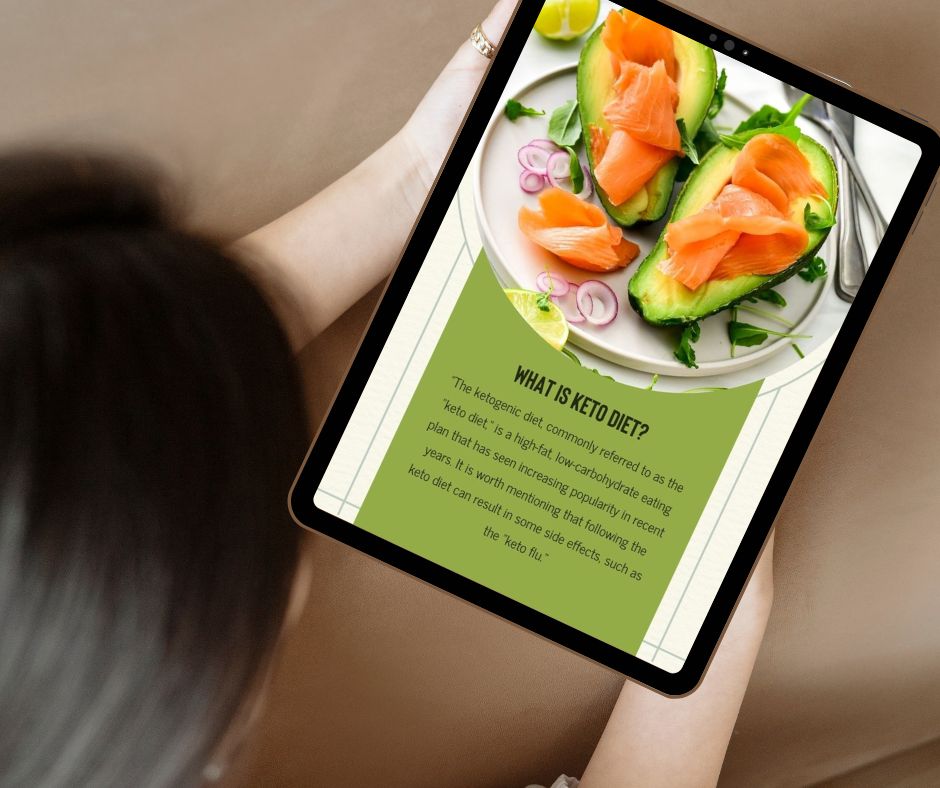 WHAT IS KETO DIET?
"The ketogenic diet, commonly referred to as the
"keto diet," is a high-fat, low-carbohydrate eating
plan that has seen increasing popularity in recent
years. It is worth mentioning that following the
keto diet can result in some side effects, such as
the "keto flu."